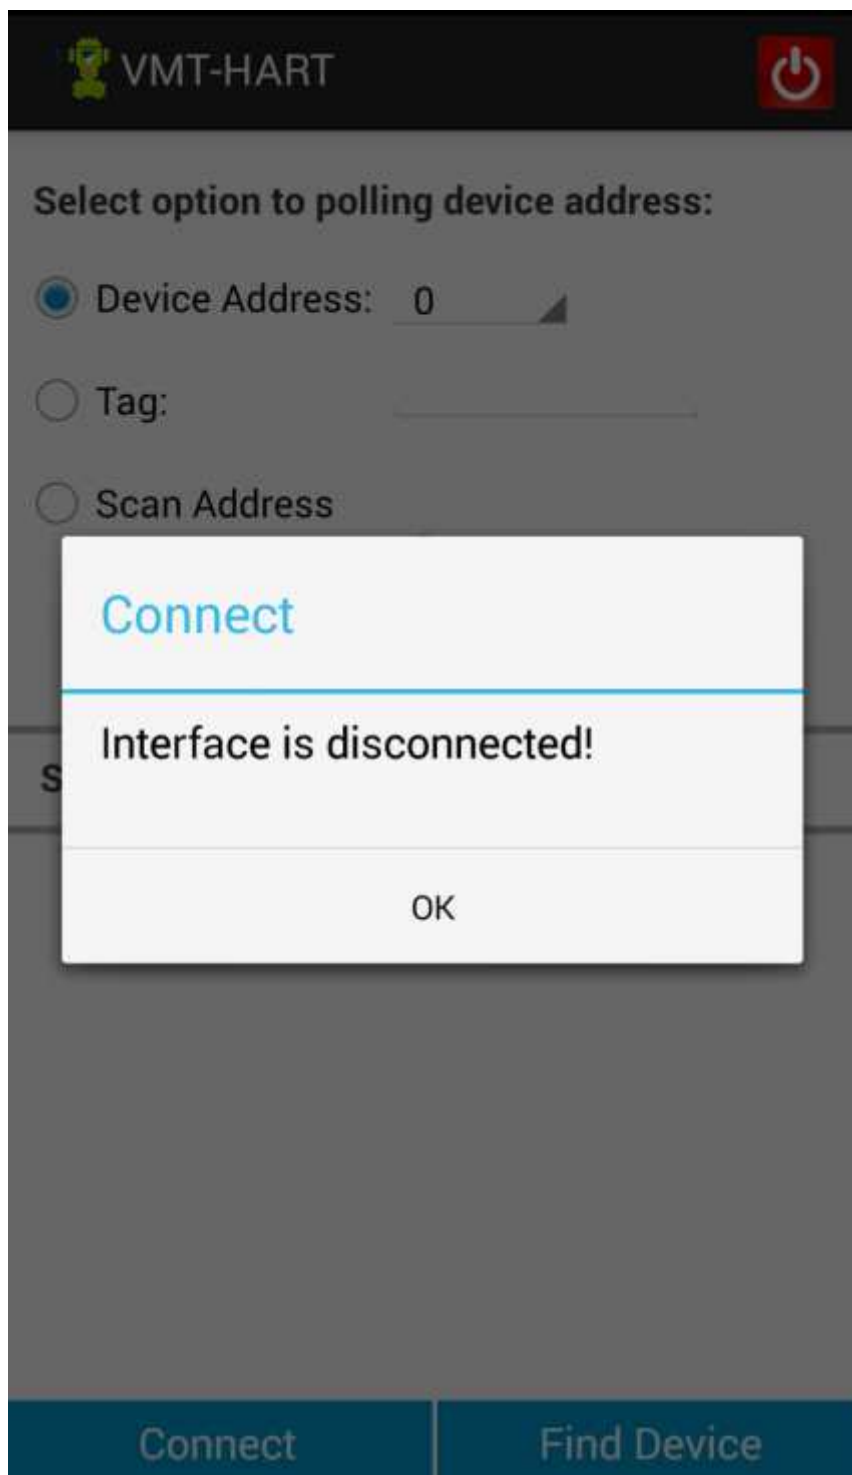 VMT-HART
Select option to polling device address:
Device Address: 0
Tag:
Scan Address
Connect
Interface is disconnected!
S
OK
Connect
Find Device